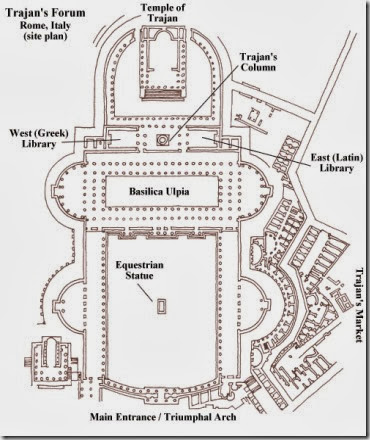 Trajan's Forum
Rome, Italy
(site plan)
Temple of
Trajan
Trajan's
Column
West (Greek)
Library
East (Latin)
Library
Basilica Ulpia
Equestrian
Statue
Trajan's Market
Main Entrance / Triumphal Arch